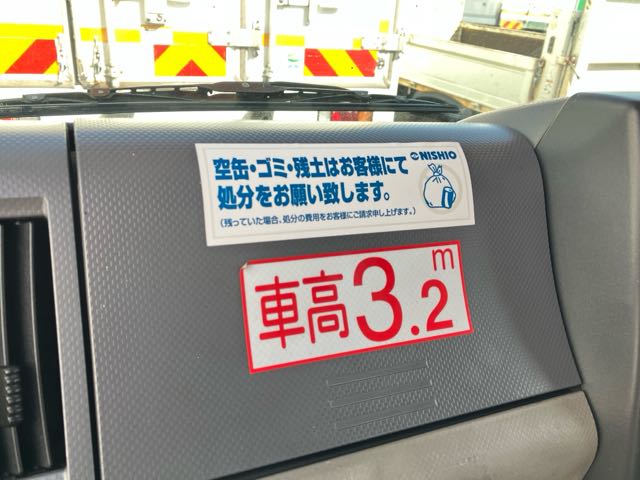 空缶・ゴミ・残土はお客様にて
NISHIO
処分をお願い致します。
(残っていた場合、処分の費用をお客様にご請求申し上げます。)
車高3.2m